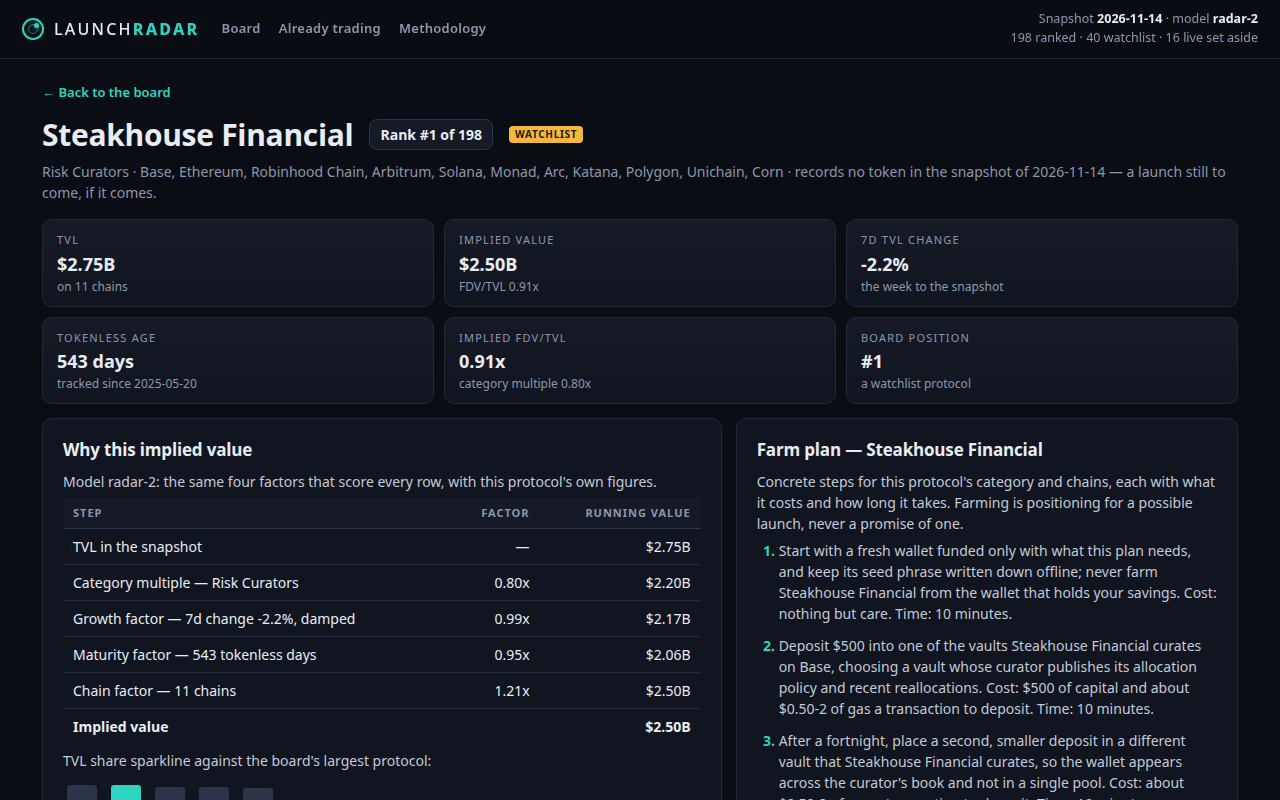 LAUNCHRADAR Board Already trading Methodology
Snapshot 2026-11-14 · model radar-2
198 ranked · 40 watchlist · 16 live set aside
← Back to the board
Steakhouse Financial Rank #1 of 198 WATCHLIST
Risk Curators · Base, Ethereum, Robinhood Chain, Arbitrum, Solana, Monad, Arc, Katana, Polygon, Unichain, Corn · records no token in the snapshot of 2026-11-14 — a launch still to
come, if it comes.
TVL
$2.75B
on 11 chains
IMPLIED VALUE
$2.50B
FDV/TVL 0.91x
7D TVL CHANGE
-2.2%
the week to the snapshot
TOKENLESS AGE
543 days
tracked since 2025-05-20
IMPLIED FDV/TVL
0.91x
category multiple 0.80x
BOARD POSITION
#1
a watchlist protocol
Why this implied value
Model radar-2: the same four factors that score every row, with this protocol's own figures.
STEP FACTOR RUNNING VALUE
TVL in the snapshot — $2.75B
Category multiple — Risk Curators 0.80x $2.20B
Growth factor — 7d change -2.2%, damped 0.99x $2.17B
Maturity factor — 543 tokenless days 0.95x $2.06B
Chain factor — 11 chains 1.21x $2.50B
Implied value $2.50B
TVL share sparkline against the board's largest protocol:
Farm plan — Steakhouse Financial
Concrete steps for this protocol's category and chains, each with what
it costs and how long it takes. Farming is positioning for a possible
launch, never a promise of one.
1. Start with a fresh wallet funded only with what this plan needs,
and keep its seed phrase written down offline; never farm
Steakhouse Financial from the wallet that holds your savings. Cost:
nothing but care. Time: 10 minutes.
2. Deposit $500 into one of the vaults Steakhouse Financial curates
on Base, choosing a vault whose curator publishes its allocation
policy and recent reallocations. Cost: $500 of capital and about
$0.50-2 of gas a transaction to deposit. Time: 10 minutes.
3. After a fortnight, place a second, smaller deposit in a different
vault that Steakhouse Financial curates, so the wallet appears
across the curator's book and not in a single pool. Cost: about